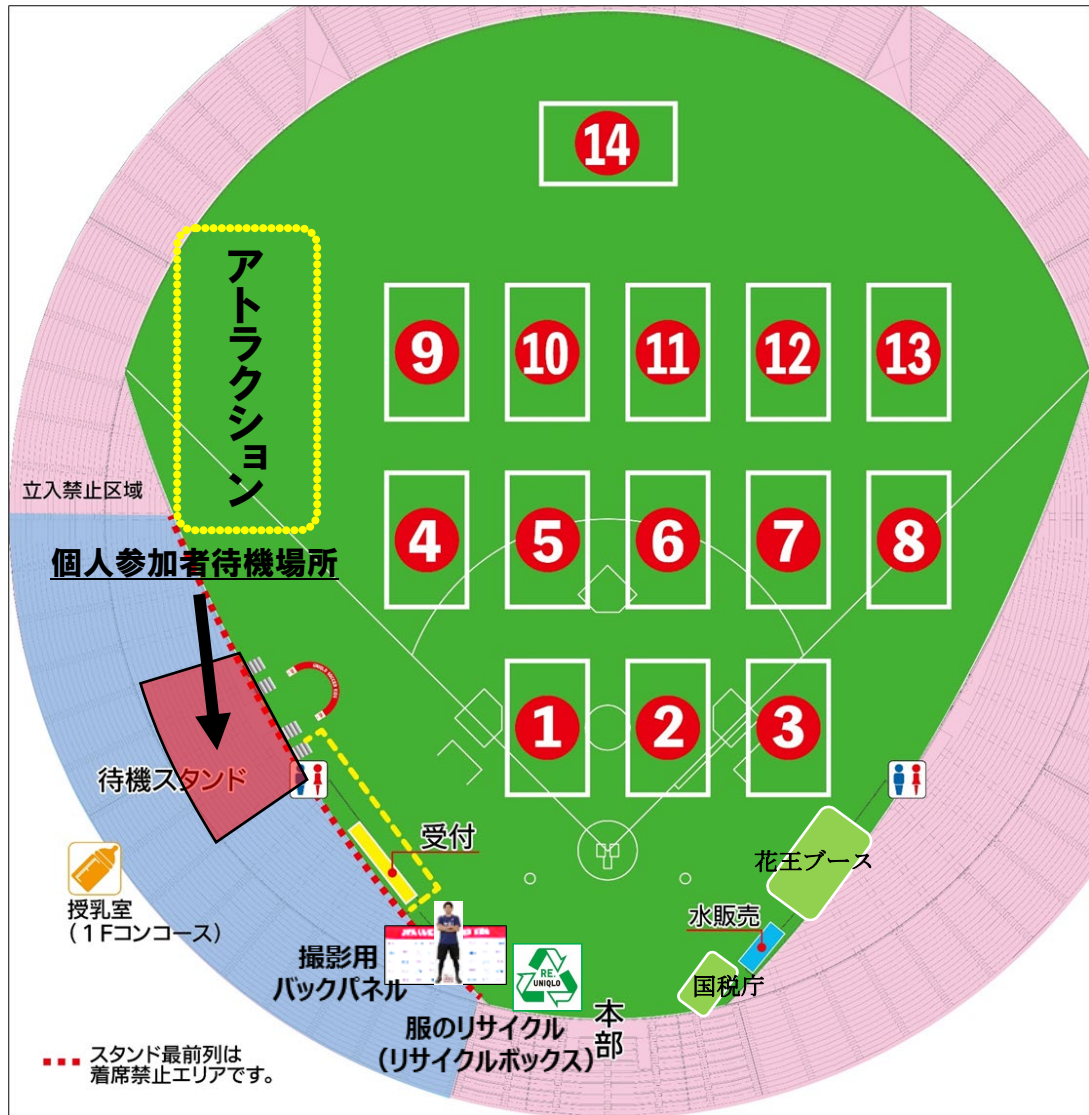 14
アトラクション
9
10
11
12
13
立入禁止区域
4
5
6
7
8
個人参加者待機場所
1
2
3
待機スタンド
受付
花王ブース
授乳室
（1Fコンコース）
水販売
撮影用
バックパネル
RE.
UNIQLO
国税庁
服のリサイクル
（リサイクルボックス）
本部
スタンド最前列は
着席禁止エリアです。